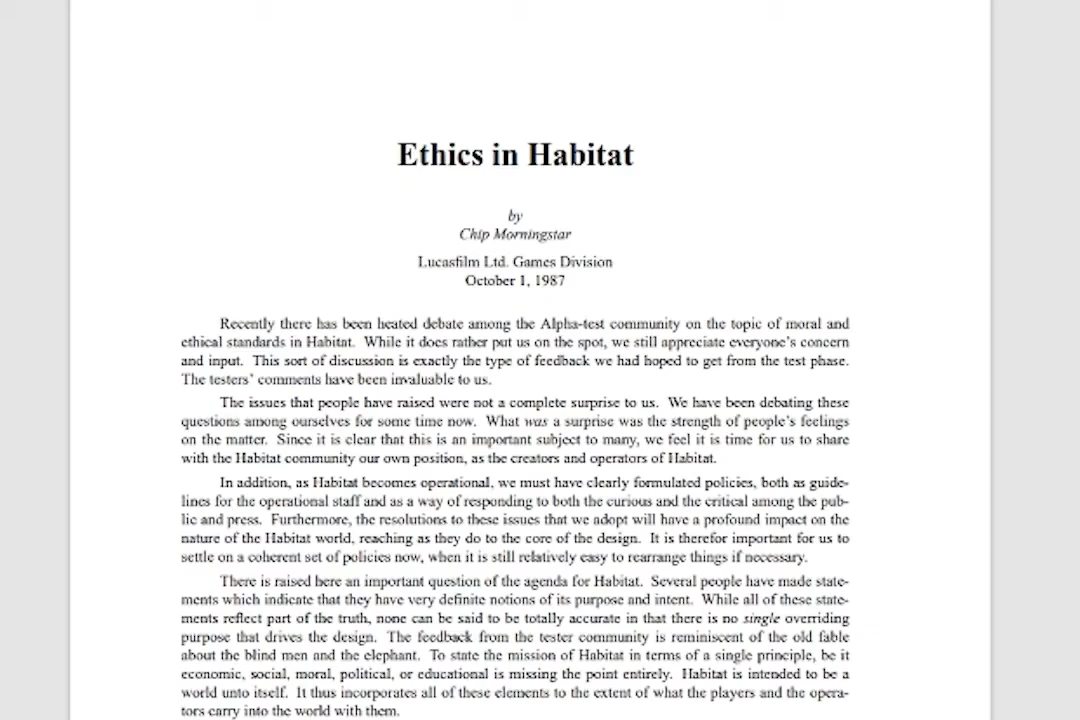 Ethics in Habitat
by
Chip Morningstar
Lucasfilm Ltd. Games Division
October 1, 1987
Recently there has been heated debate among the Alpha-test community on the topic of moral and
ethical standards in Habitat. While it does rather put us on the spot, we still appreciate everyone's concern
and input. This sort of discussion is exactly the type of feedback we had hoped to get from the test phase.
The testers' comments have been invaluable to us.
The issues that people have raised were not a complete surprise to us. We have been debating these
questions among ourselves for some time now. What was a surprise was the strength of people's feelings
on the matter. Since it is clear that this is an important subject to many, we feel it is time for us to share
with the Habitat community our own position, as the creators and operators of Habitat.
In addition, as Habitat becomes operational, we must have clearly formulated policies, both as guide-
lines for the operational staff and as a way of responding to both the curious and the critical among the pub-
lic and press. Furthermore, the resolutions to these issues that we adopt will have a profound impact on the
nature of the Habitat world, reaching as they do to the core of the design. It is therefor important for us to
settle on a coherent set of policies now, when it is still relatively easy to rearrange things if necessary.
There is raised here an important question of the agenda for Habitat. Several people have made state-
ments which indicate that they have very definite notions of its purpose and intent. While all of these state-
ments reflect part of the truth, none can be said to be totally accurate in that there is no single overriding
purpose that drives the design. The feedback from the tester community is reminiscent of the old fable
about the blind men and the elephant. To state the mission of Habitat in terms of a single principle, be it
economic, social, moral, political, or educational is missing the point entirely. Habitat is intended to be a
world unto itself. It thus incorporates all of these elements to the extent of what the players and the opera-
tors carry into the world with them.